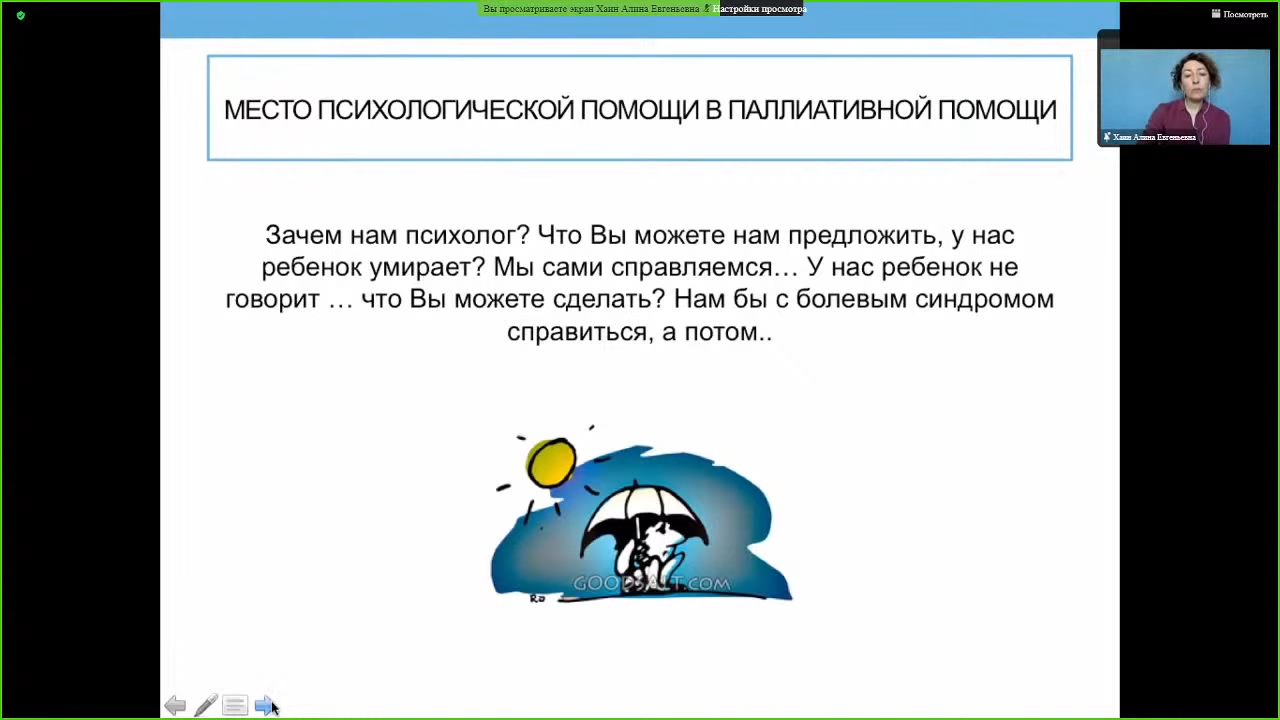 Вы просматриваете экран Хаин Алина Евгеньевна
Настройки просмотра
Посмотреть
Хаин Алина Евгеньевна
МЕСТО ПСИХОЛОГИЧЕСКОЙ ПОМОЩИ В ПАЛЛИАТИВНОЙ ПОМОЩИ
Зачем нам психолог? Что Вы можете нам предложить, у нас
ребенок умирает? Мы сами справляемся... У нас ребенок не
говорит ... что Вы можете сделать? Нам бы с болевым синдромом
справиться, а потом..
GOODSALT.COM